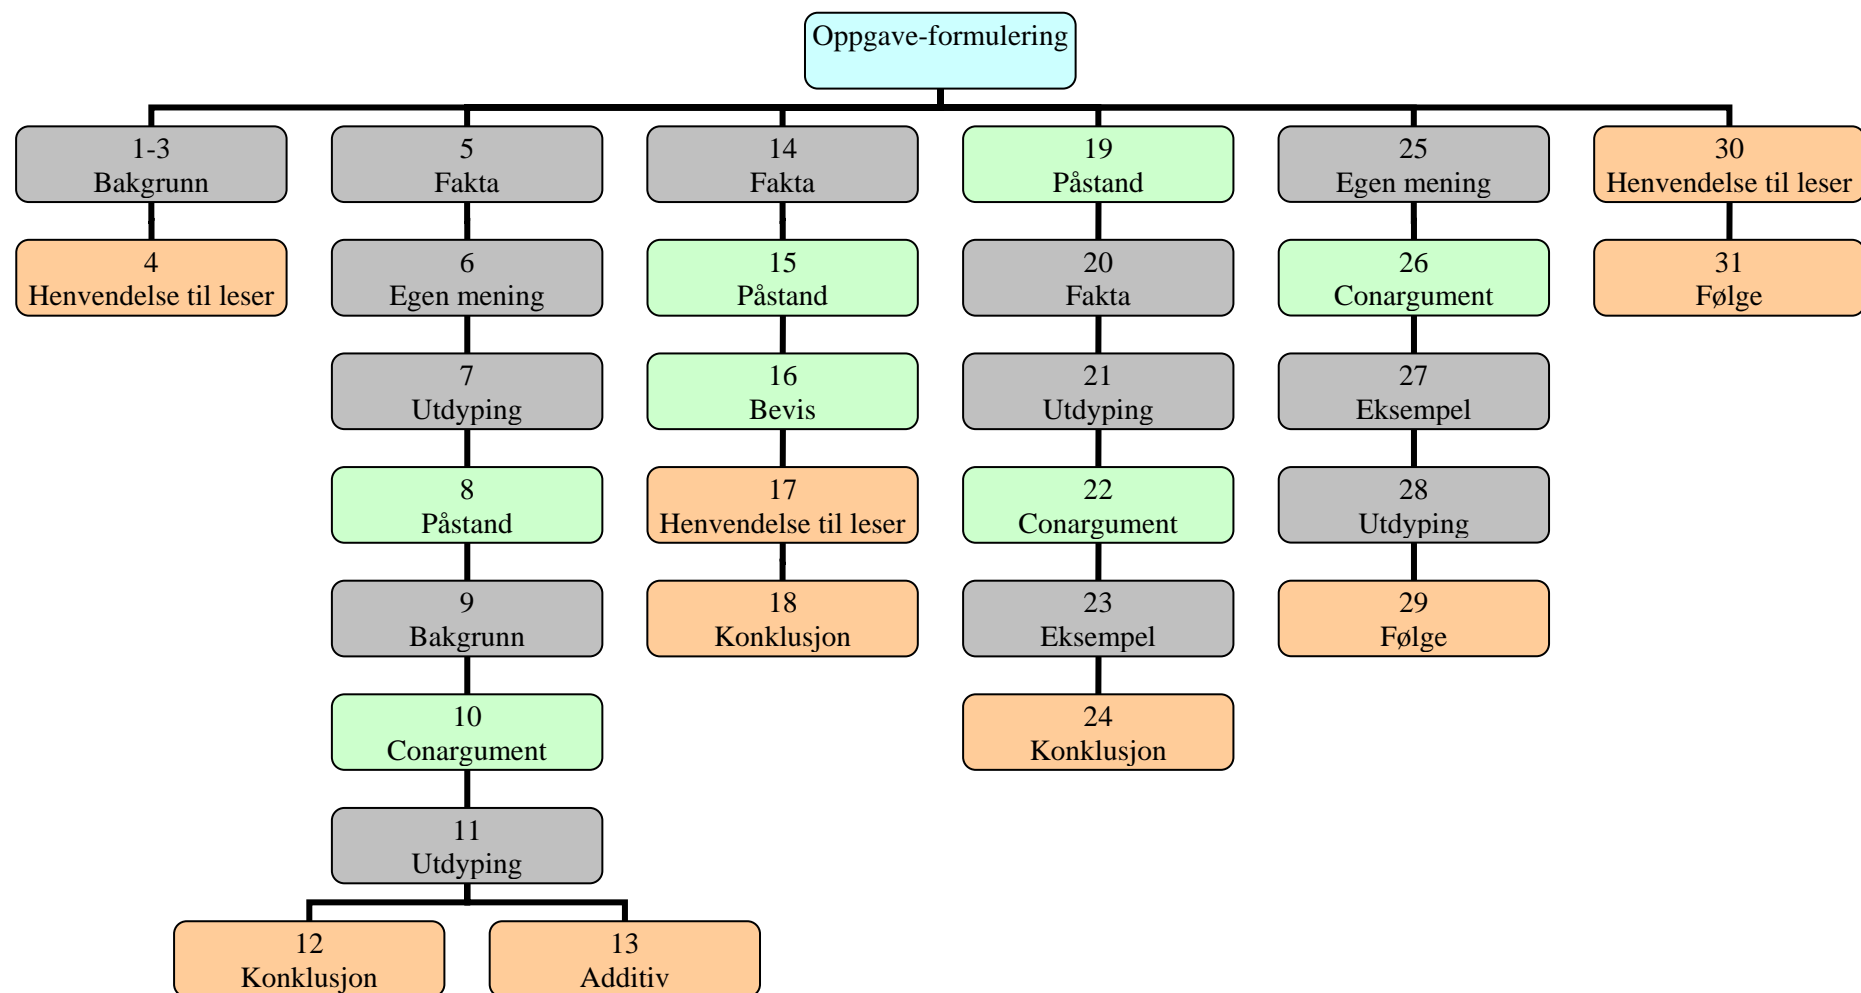 Oppgave-formulering
1-3
Bakgrunn
4
Henvendelse til leser
5
Fakta
6
Egen mening
7
Utdyping
8
Påstand
9
Bakgrunn
10
Conargument
11
Utdyping
12
Konklusjon
13
Additiv
14
Fakta
15
Påstand
16
Bevis
17
Henvendelse til leser
18
Konklusjon
19
Påstand
20
Fakta
21
Utdyping
22
Conargument
23
Eksempel
24
Konklusjon
25
Egen mening
26
Conargument
27
Eksempel
28
Utdyping
29
Følge
30
Henvendelse til leser
31
Følge